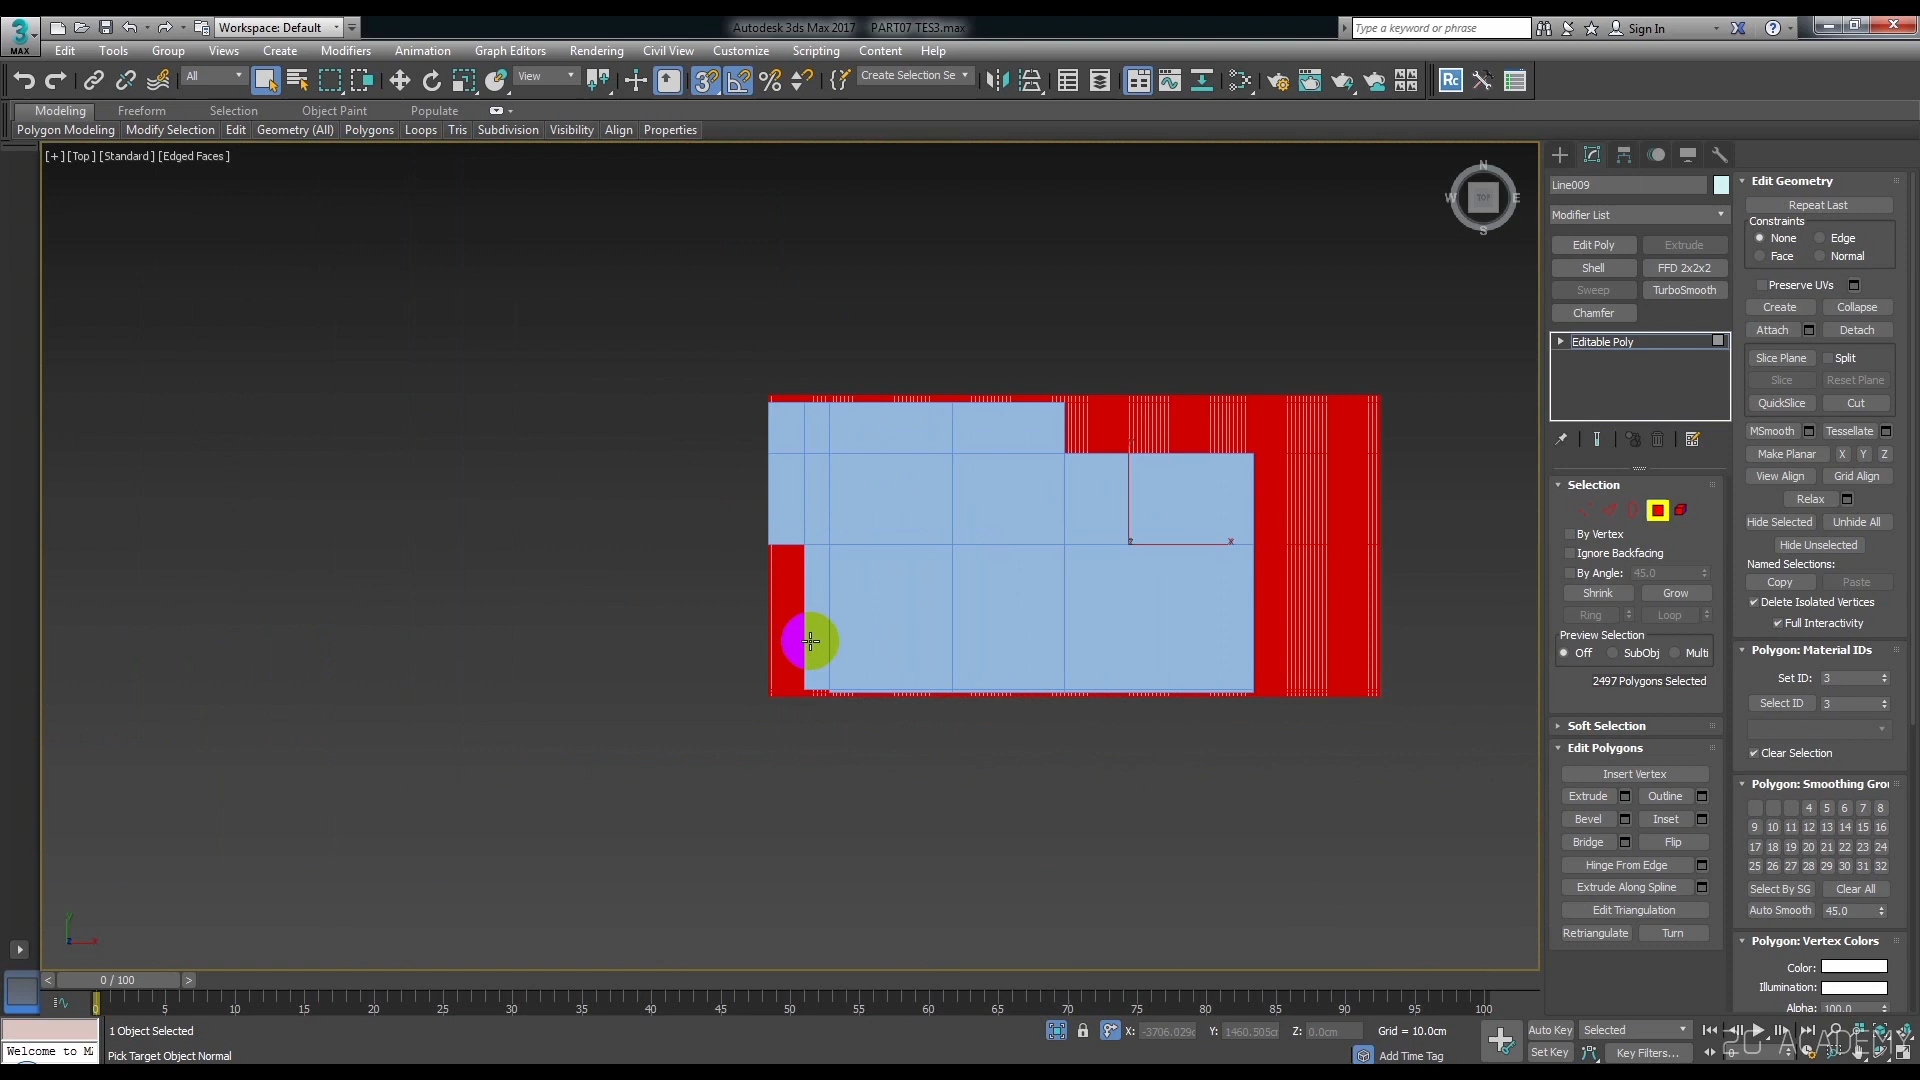 MAX
Workspace: Default
Autodesk 3ds Max 2017 PART07 TES3.max
Type a keyword or phrase
Sign In
Edit Tools Group Views Create Modifiers Animation Graph Editors Rendering Civil View Customize Scripting Content Help
All
View
Create Selection Se
Rc
Modeling Freeform Selection Object Paint Populate
Polygon Modeling Modify Selection Edit Geometry (All) Polygons Loops Tris Subdivision Visibility Align Properties
[+] [Top] [Standard] [Edged Faces]
N
W TOP E
S
Line009
Modifier List
Edit Poly Extrude
Shell FFD 2x2x2
Sweep TurboSmooth
Chamfer
Editable Poly
Selection
By Vertex
Ignore Backfacing
By Angle: 45.0
Shrink Grow
Ring Loop
Preview Selection
Off SubObj Multi
2497 Polygons Selected
Soft Selection
Edit Polygons
Insert Vertex
Extrude Outline
Bevel Inset
Bridge Flip
Hinge From Edge
Extrude Along Spline
Edit Triangulation
Retriangulate Turn
Edit Geometry
Repeat Last
Constraints
None Edge
Face Normal
Preserve UVs
Create Collapse
Attach Detach
Slice Plane Split
Slice Reset Plane
QuickSlice Cut
MSmooth Tessellate
Make Planar X Y Z
View Align Grid Align
Relax
Hide Selected Unhide All
Hide Unselected
Named Selections:
Copy Paste
Delete Isolated Vertices
Full Interactivity
Polygon: Material IDs
Set ID: 3
Select ID 3
Clear Selection
Polygon: Smoothing Gro
4 5 6 7 8
9 10 11 12 13 14 15 16
17 18 19 20 21 22 23 24
25 26 27 28 29 30 31 32
Select By SG Clear All
Auto Smooth 45.0
Polygon: Vertex Colors
Color:
Illumination:
Alpha: 100.0
x
y
z x
< 0 / 100 >
0 5 10 15 20 25 30 35 40 45 50 55 60 65 70 75 80 85 90 95 100
1 Object Selected
X: -3706.029c Y: 1460.505c Z: 0.0cm Grid = 10.0cm
Auto Key Selected
Welcome to M
Pick Target Object Normal
Add Time Tag
Set Key Key Filters...
0
2G ACADEMY